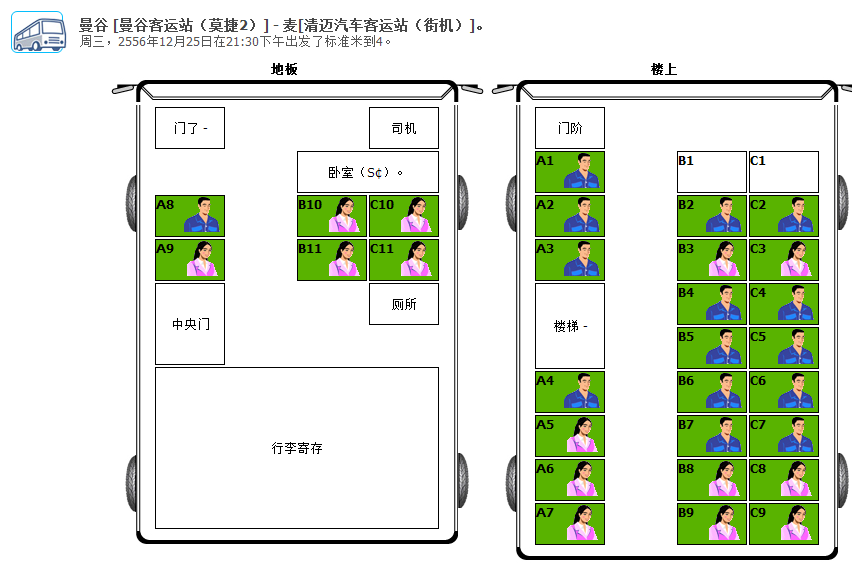 曼谷 [曼谷客运站（莫捷2）] - 麦[清迈汽车客运站（街机）]。
周三，2556年12月25日在21:30下午出发了标准米到4。
地板
楼上
门了 -
司机
门阶
卧室（S¢）。
A1
B1
C1
A8
B10
C10
A2
B2
C2
A9
B11
C11
A3
B3
C3
中央门
厕所
楼梯 -
B4
C4
B5
C5
行李寄存
A4
B6
C6
A5
B7
C7
A6
B8
C8
A7
B9
C9